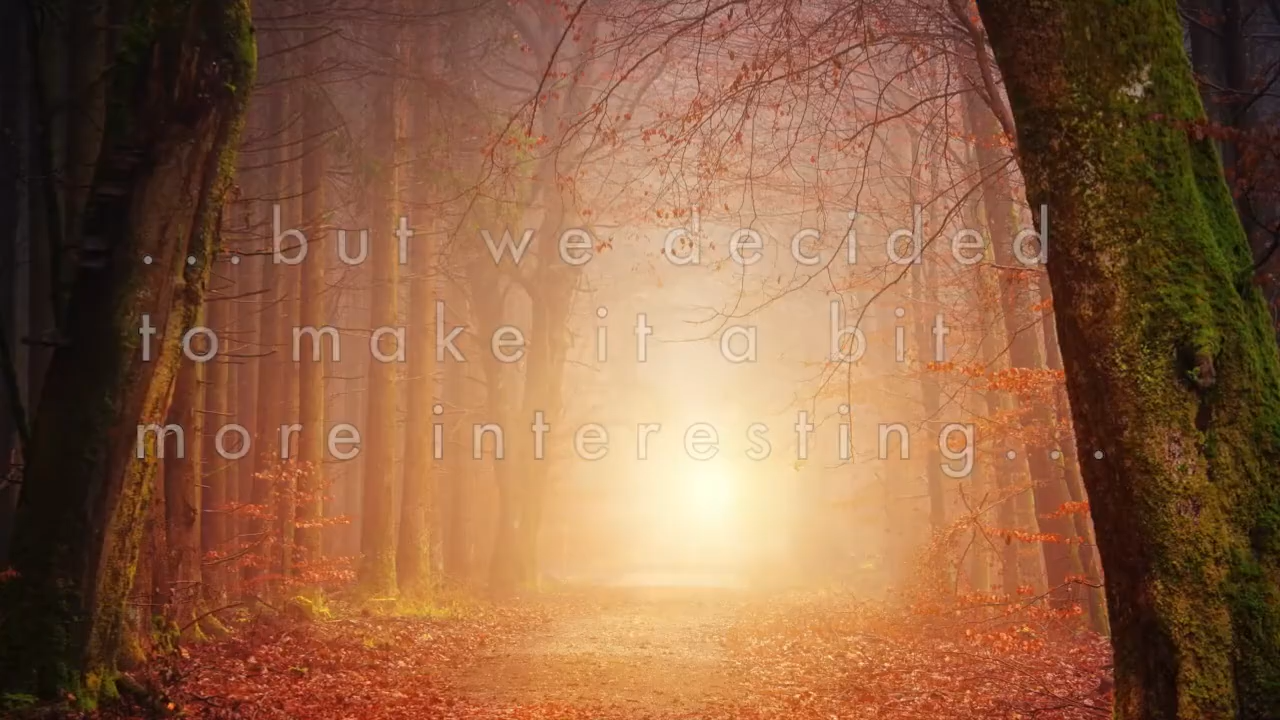 ...but we decided
to make it a bit
more interesting...